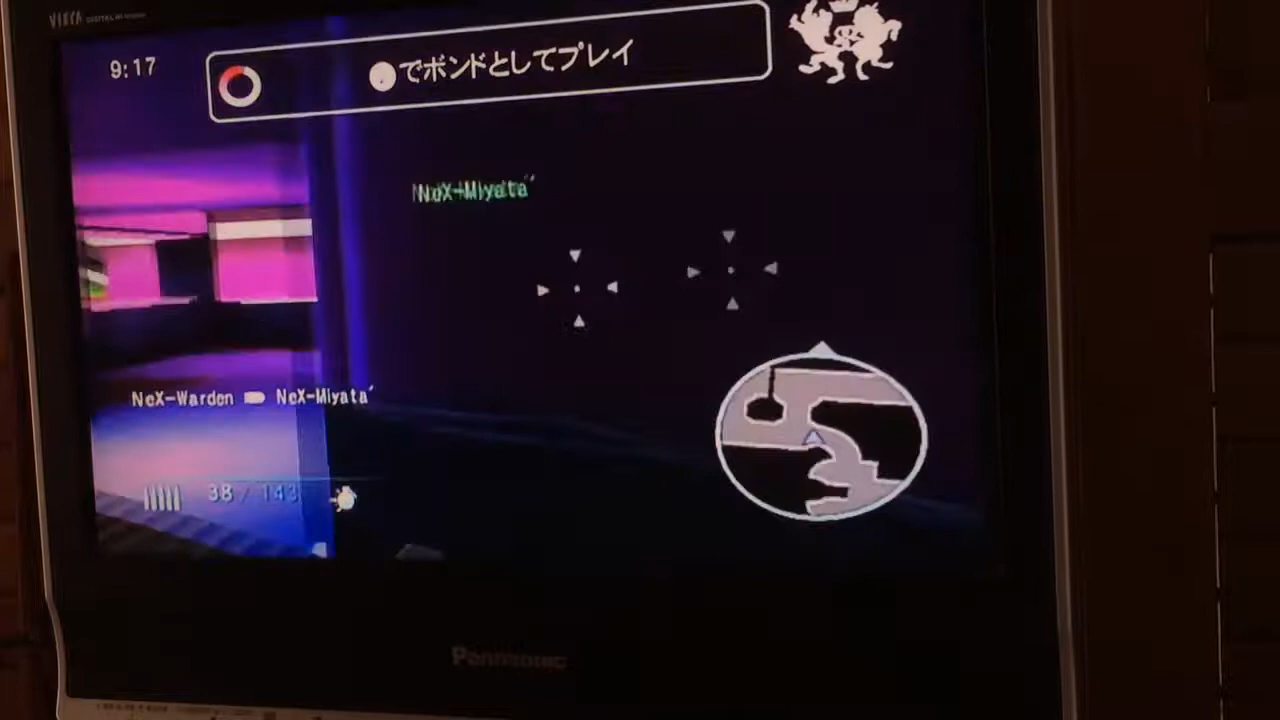 VIERA
9:17
でボンドとしてプレイ
NeX-Miyata´
NeX-Warden NeX-Miyata´
38 / 143
Panasonic